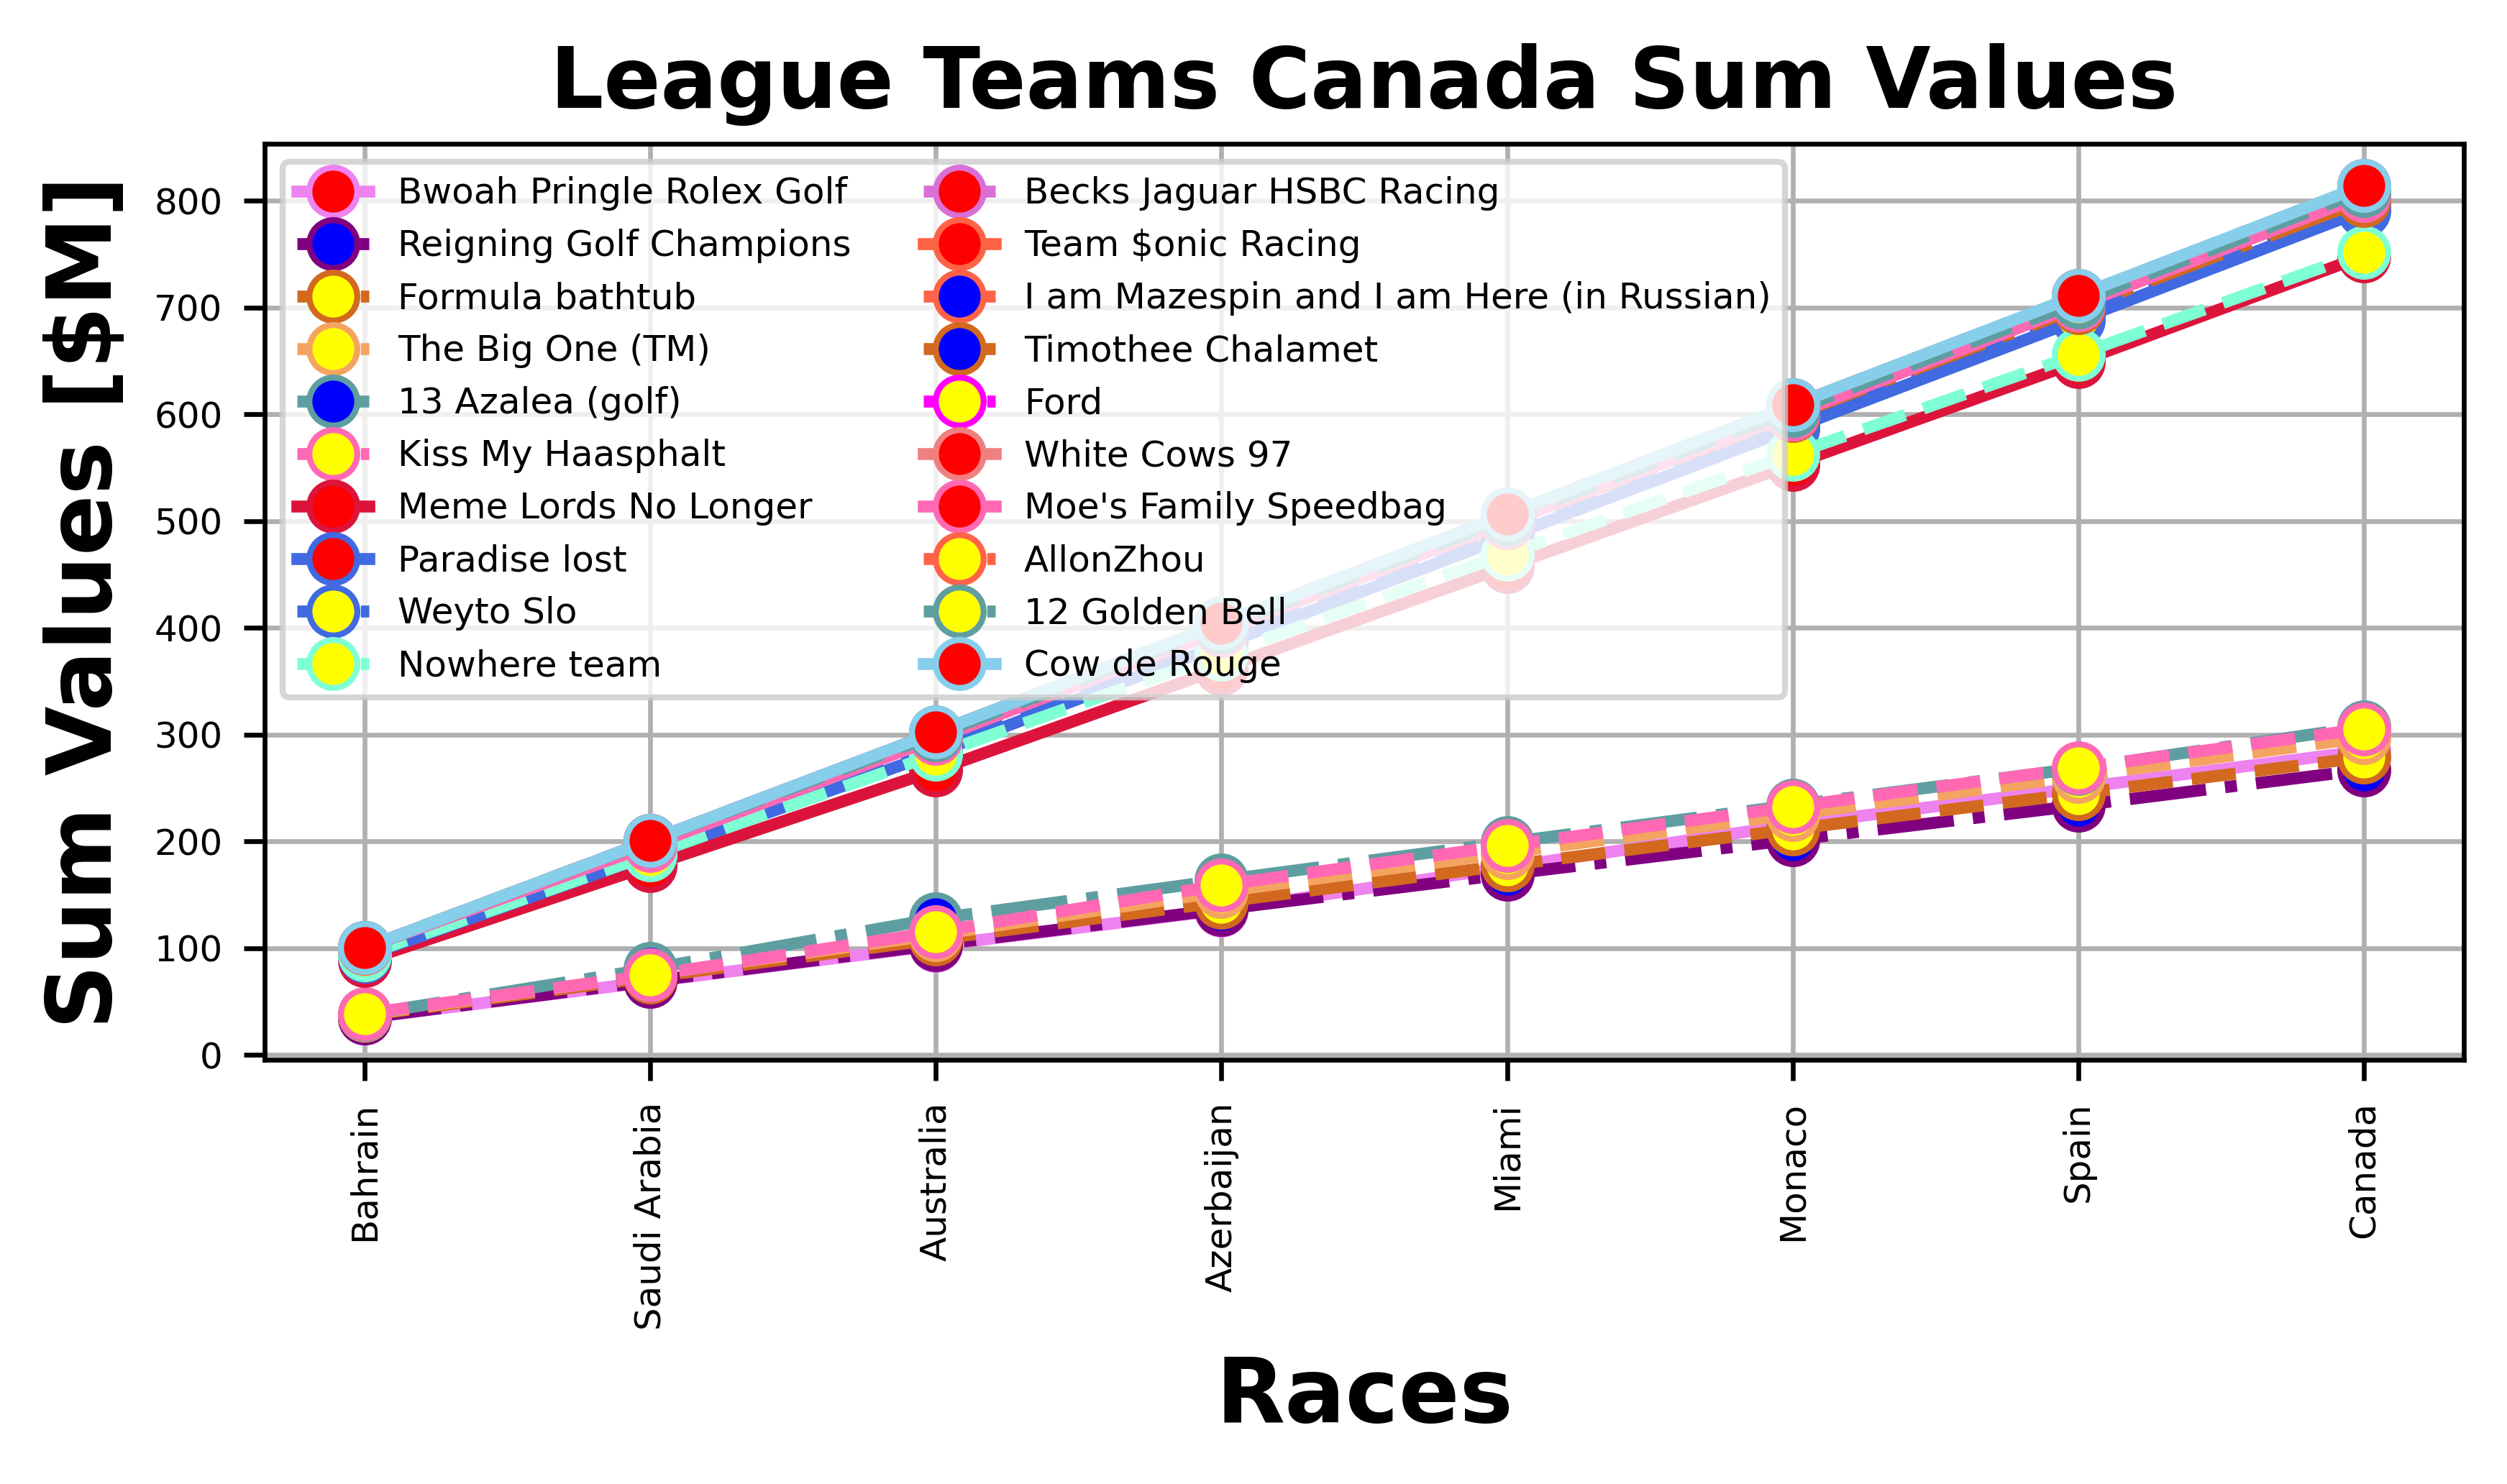 League Teams Canada Sum Values
Sum Values [$M]
800
700
600
500
400
300
200
100
0
Bwoah Pringle Rolex Golf
Reigning Golf Champions
Formula bathtub
The Big One (TM)
13 Azalea (golf)
Kiss My Haasphalt
Meme Lords No Longer
Paradise lost
Weyto Slo
Nowhere team
Becks Jaguar HSBC Racing
Team $onic Racing
I am Mazespin and I am Here (in Russian)
Timothee Chalamet
Ford
White Cows 97
Moe's Family Speedbag
AllonZhou
12 Golden Bell
Cow de Rouge
Bahrain
Saudi Arabia
Australia
Azerbaijan
Miami
Monaco
Spain
Canada
Races